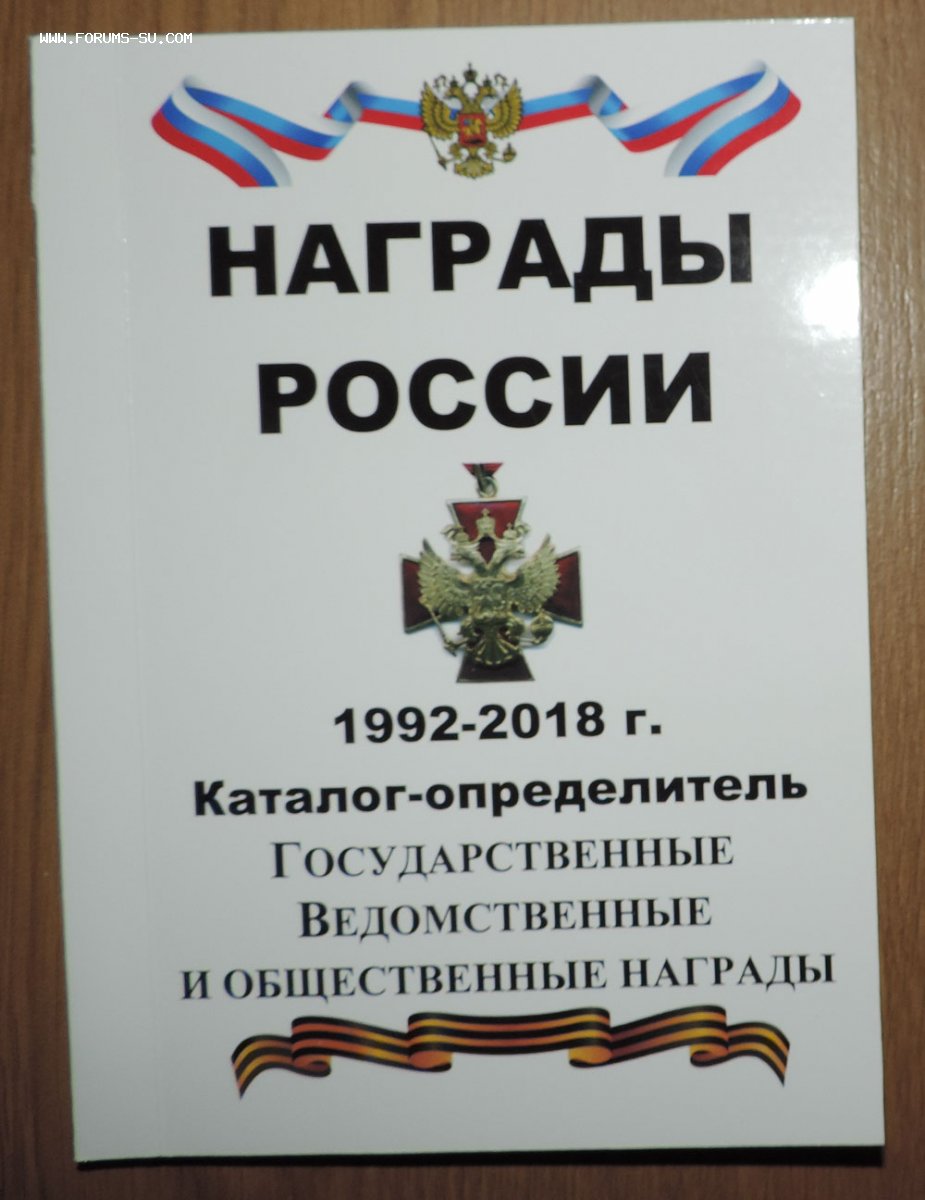 WWW.FORUMS-SU.COM
НАГРАДЫ
РОССИИ
1992-2018 г.
Каталог-определитель
ГОСУДАРСТВЕННЫЕ
ВЕДОМСТВЕННЫЕ
И ОБЩЕСТВЕННЫЕ НАГРАДЫ